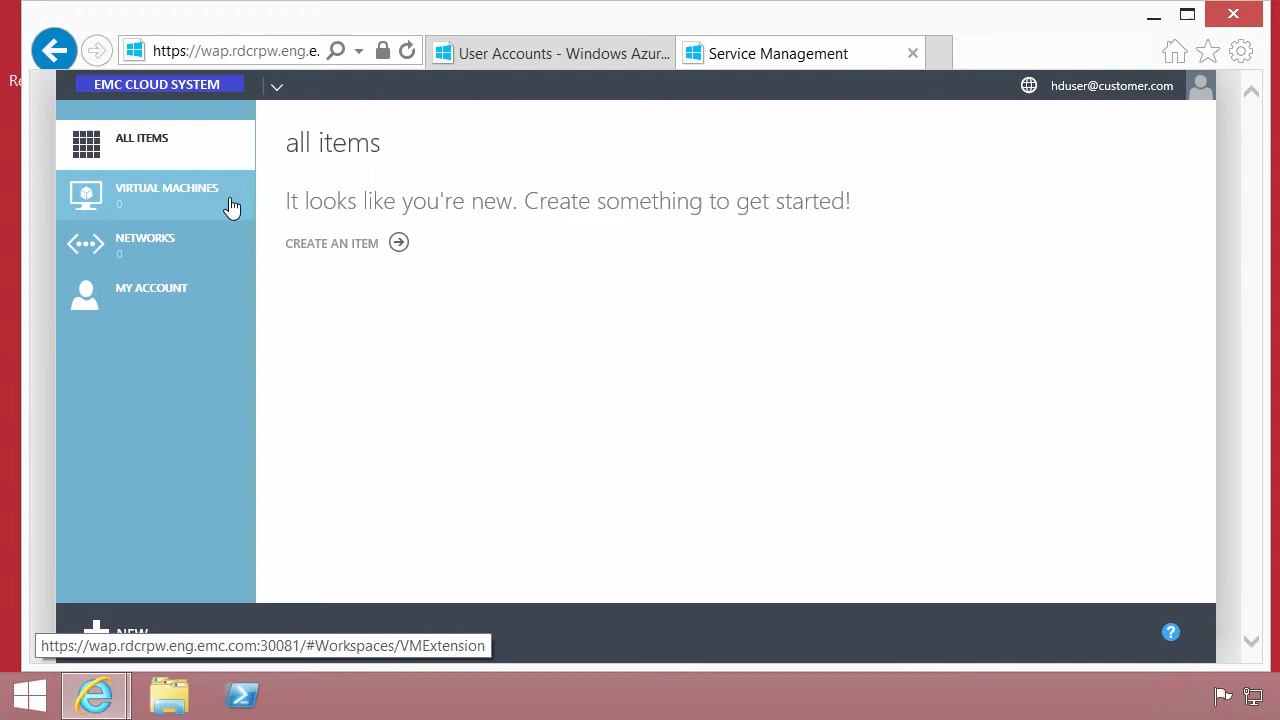 https://wap.rdcrpw.eng.e.
User Accounts - Windows Azur...
Service Management
Re
EMC CLOUD SYSTEM
hduser@customer.com
ALL ITEMS
VIRTUAL MACHINES
0
NETWORKS
0
MY ACCOUNT
all items
It looks like you're new. Create something to get started!
CREATE AN ITEM
NEW
?
https://wap.rdcrpw.eng.emc.com:30081/#Workspaces/VMExtension